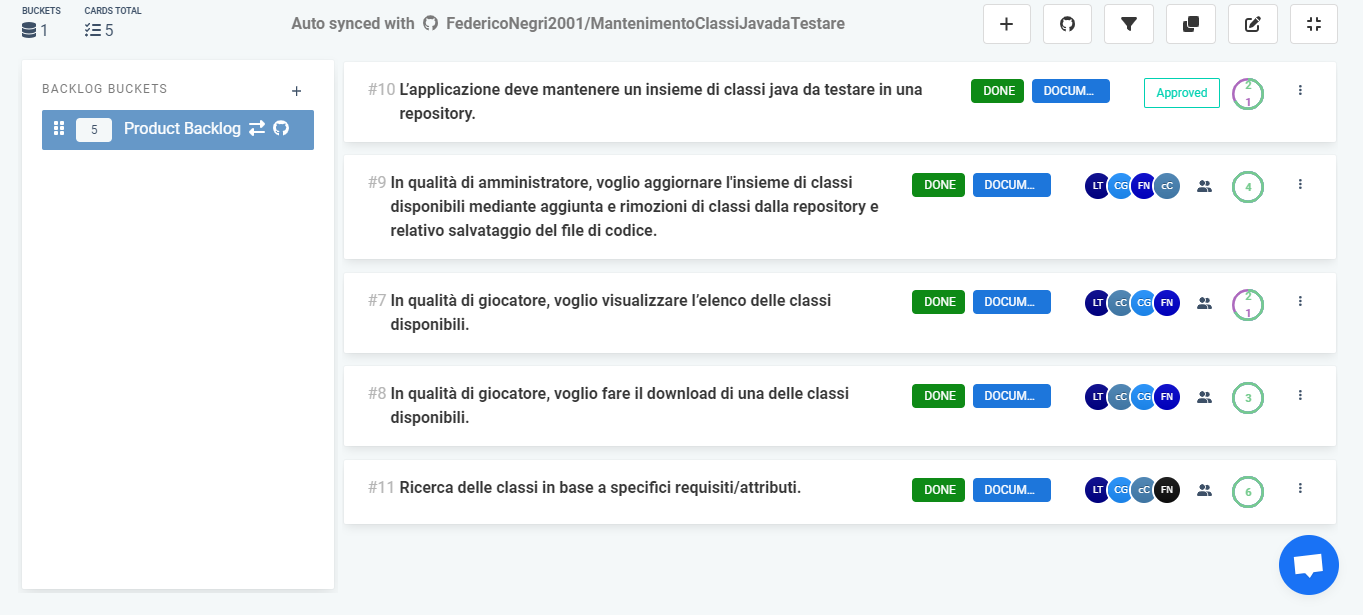 BUCKETS
1
CARDS TOTAL
5
Auto synced with FedericoNegri2001/MantenimentoClassiJavadaTestare
BACKLOG BUCKETS +
5 Product Backlog
#10 L’applicazione deve mantenere un insieme di classi java da testare in una
repository.
DONE DOCUM... Approved 2 1
#9 In qualità di amministratore, voglio aggiornare l'insieme di classi
disponibili mediante aggiunta e rimozioni di classi dalla repository e
relativo salvataggio del file di codice.
DONE DOCUM... LT CG FN cC 4
#7 In qualità di giocatore, voglio visualizzare l’elenco delle classi
disponibili.
DONE DOCUM... LT cC CG FN 2 1
#8 In qualità di giocatore, voglio fare il download di una delle classi
disponibili.
DONE DOCUM... LT cC CG FN 3
#11 Ricerca delle classi in base a specifici requisiti/attributi.
DONE DOCUM... LT CG cC FN 6